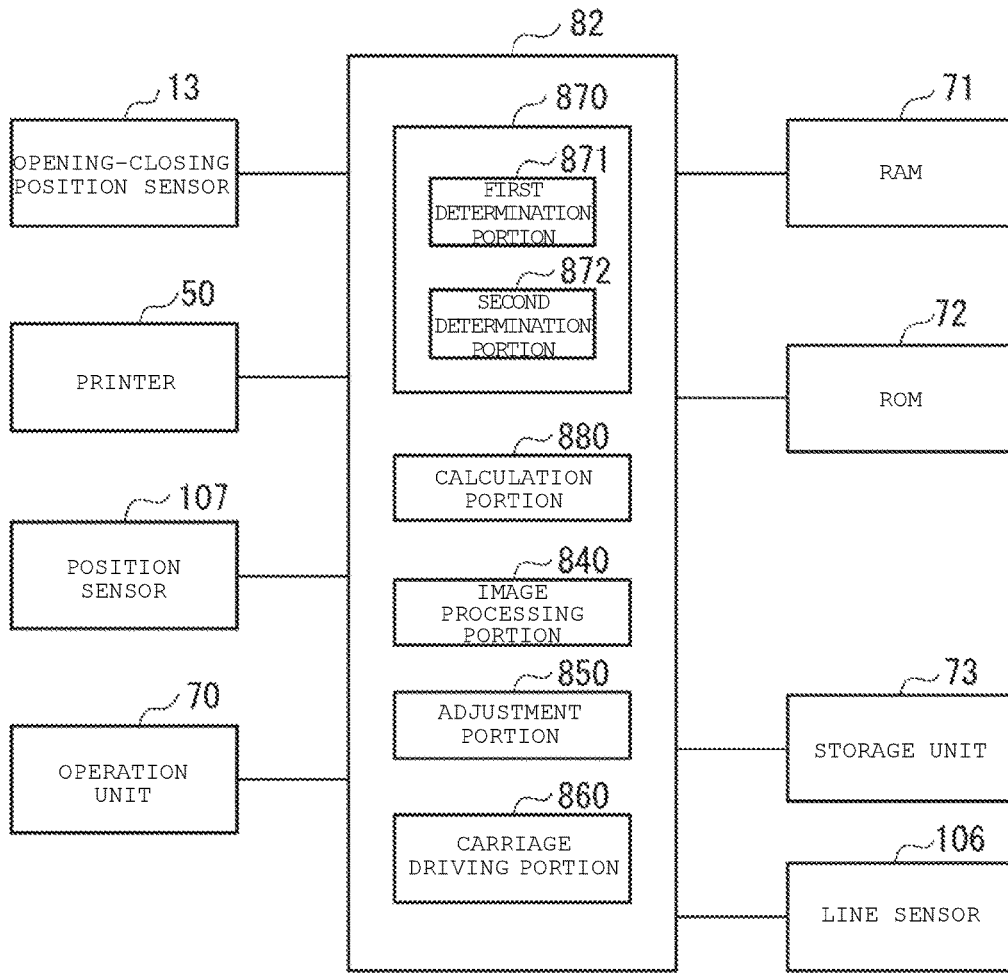 82
13
OPENING-CLOSING
POSITION SENSOR
50
PRINTER
107
POSITION
SENSOR
70
OPERATION
UNIT
870
871
FIRST
DETERMINATION
PORTION
872
SECOND
DETERMINATION
PORTION
880
CALCULATION
PORTION
840
IMAGE
PROCESSING
PORTION
850
ADJUSTMENT
PORTION
860
CARRIAGE
DRIVING PORTION
71
RAM
72
ROM
73
STORAGE UNIT
106
LINE SENSOR